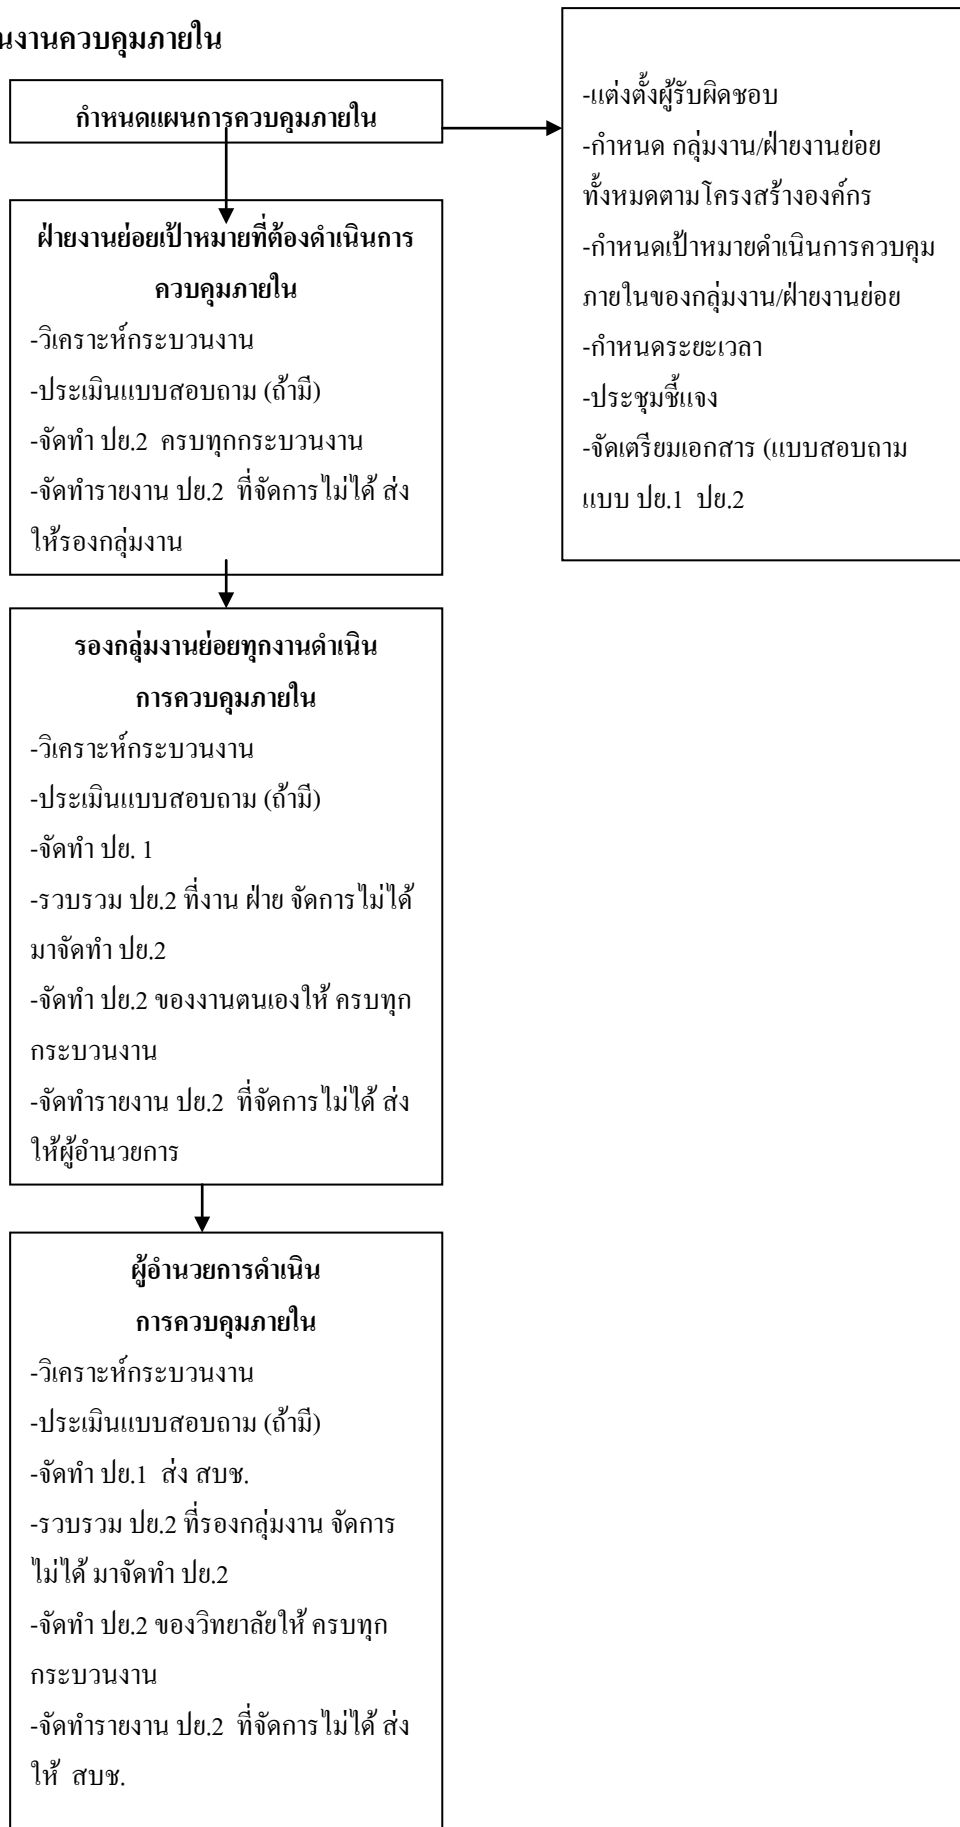 นงานควบคุมภายใน
กำหนดแผนการควบคุมภายใน
-แต่งตั้งผู้รับผิดชอบ
-กำหนด กลุ่มงาน/ฝ่ายงานย่อย
ทั้งหมดตามโครงสร้างองค์กร
-กำหนดเป้าหมายดำเนินการควบคุม
ภายในของกลุ่มงาน/ฝ่ายงานย่อย
-กำหนดระยะเวลา
-ประชุมชี้แจง
-จัดเตรียมเอกสาร (แบบสอบถาม
แบบ ปย.1  ปย.2
ฝ่ายงานย่อยเป้าหมายที่ต้องดำเนินการ
ควบคุมภายใน
-วิเคราะห์กระบวนงาน
-ประเมินแบบสอบถาม (ถ้ามี)
-จัดทำ ปย.2  ครบทุกกระบวนงาน
-จัดทำรายงาน ปย.2  ที่จัดการไม่ได้ ส่ง
ให้รองกลุ่มงาน
รองกลุ่มงานย่อยทุกงานดำเนิน
การควบคุมภายใน
-วิเคราะห์กระบวนงาน
-ประเมินแบบสอบถาม (ถ้ามี)
-จัดทำ ปย. 1
-รวบรวม ปย.2 ที่งาน ฝ่าย จัดการไม่ได้
มาจัดทำ ปย.2
-จัดทำ ปย.2 ของงานตนเองให้ ครบทุก
กระบวนงาน
-จัดทำรายงาน ปย.2  ที่จัดการไม่ได้ ส่ง
ให้ผู้อำนวยการ
ผู้อำนวยการดำเนิน
การควบคุมภายใน
-วิเคราะห์กระบวนงาน
-ประเมินแบบสอบถาม (ถ้ามี)
-จัดทำ ปย.1  ส่ง สบช.
-รวบรวม ปย.2 ที่รองกลุ่มงาน จัดการ
ไม่ได้ มาจัดทำ ปย.2
-จัดทำ ปย.2 ของวิทยาลัยให้ ครบทุก
กระบวนงาน
-จัดทำรายงาน ปย.2  ที่จัดการไม่ได้ ส่ง
ให้  สบช.